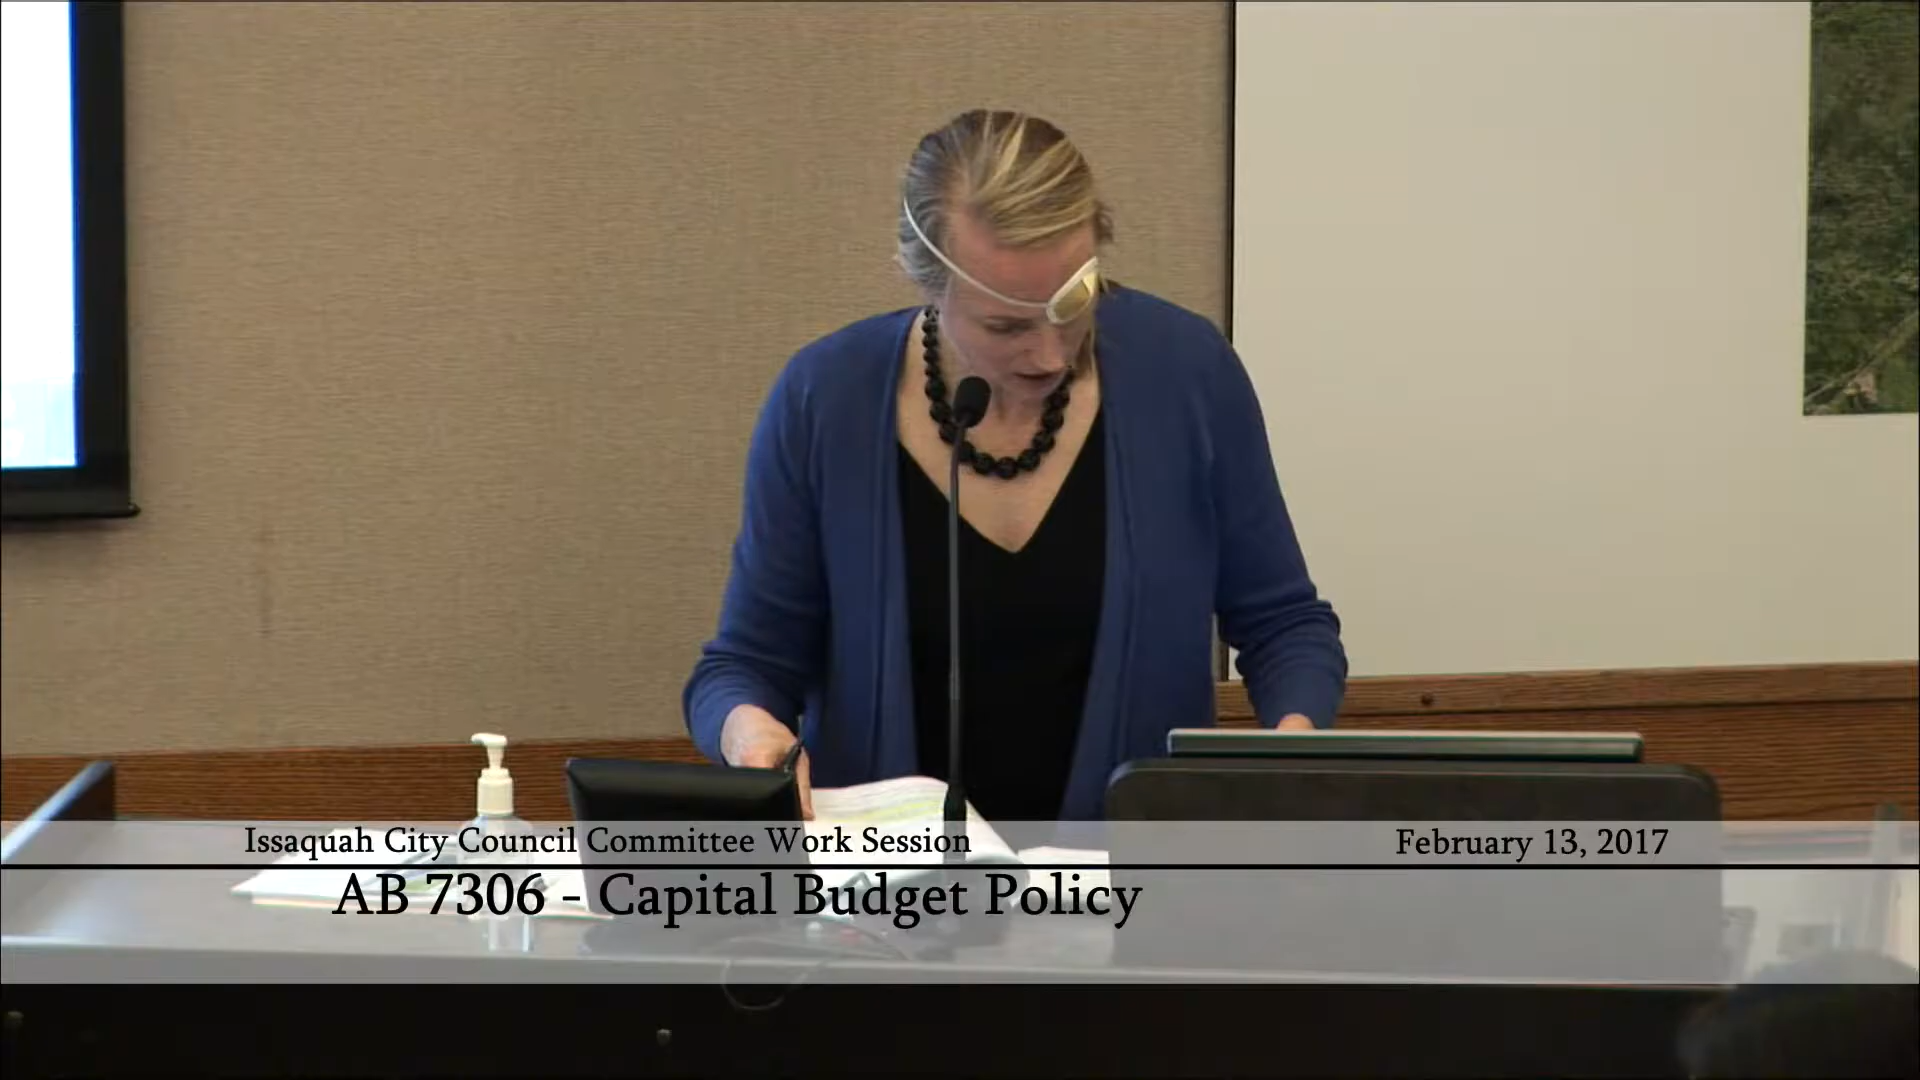 Issaquah City Council Committee Work Session
February 13, 2017
AB 7306 - Capital Budget Policy